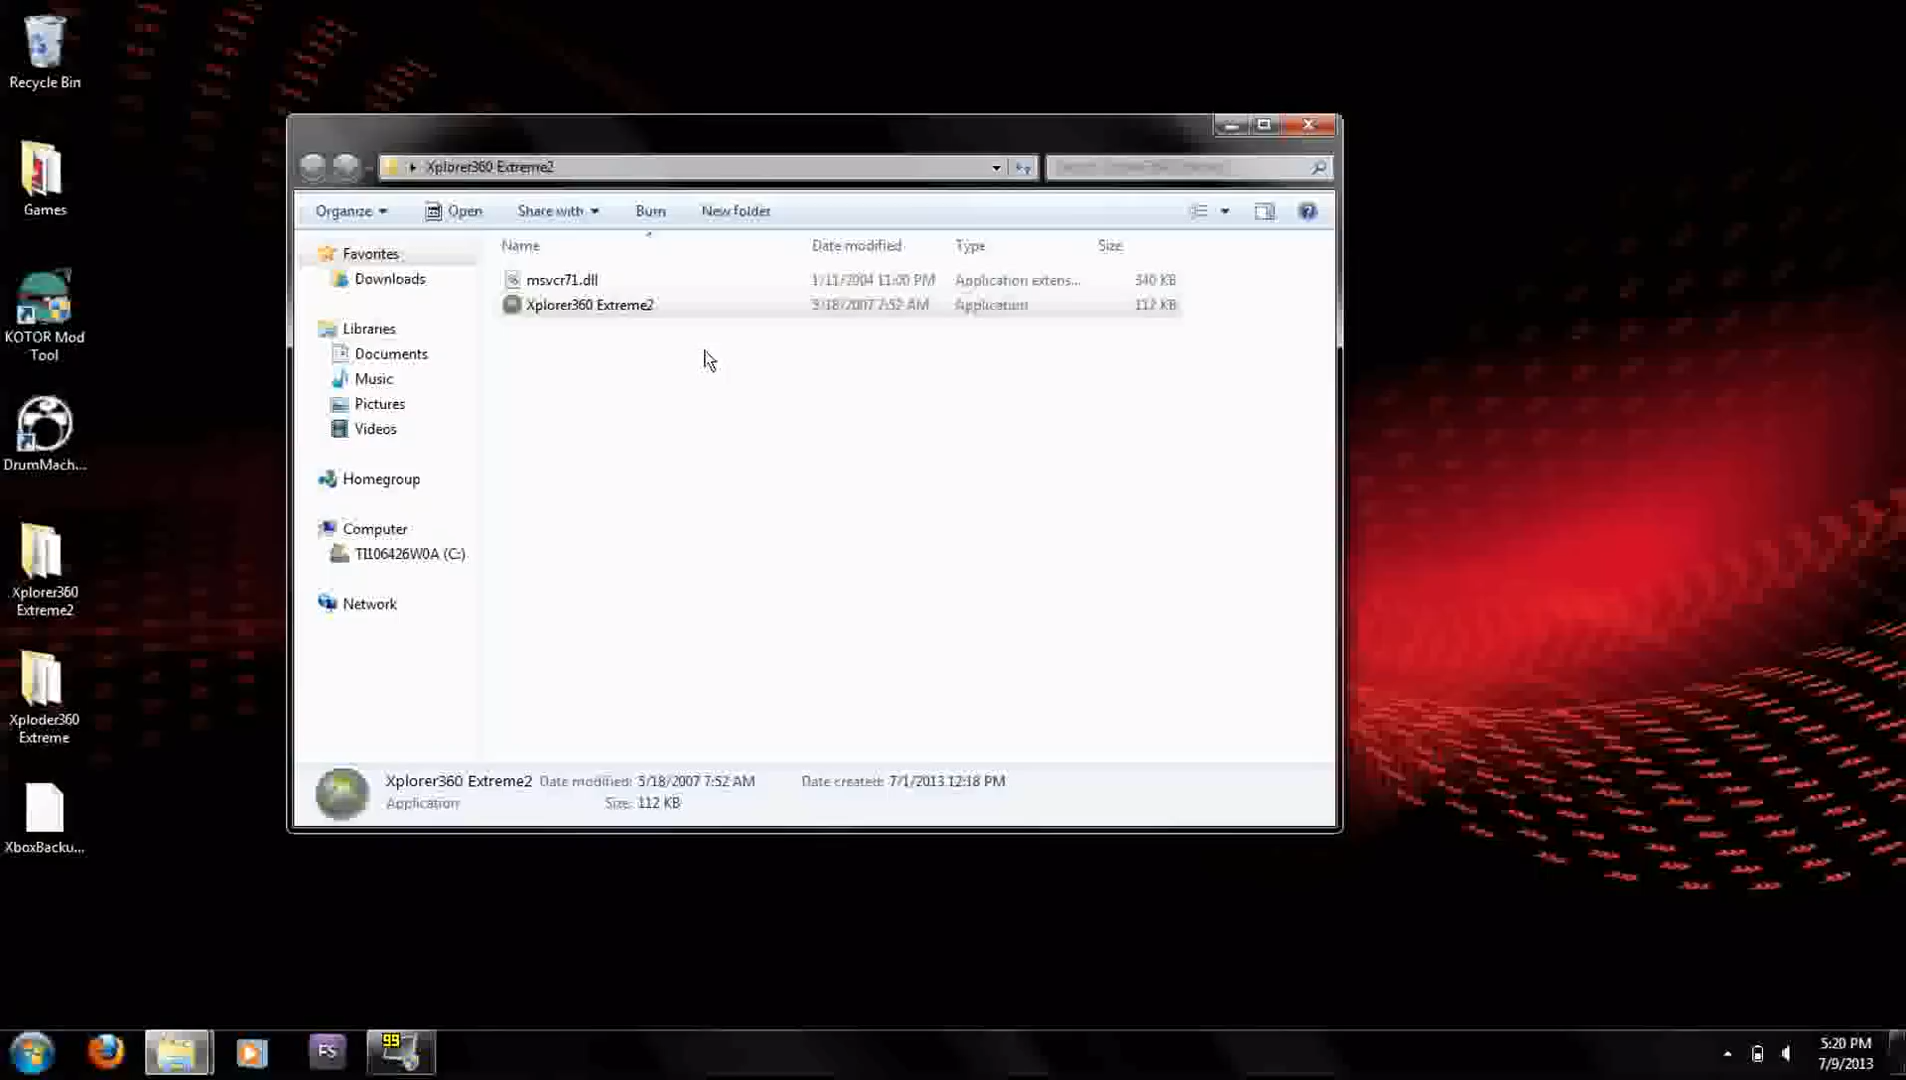 Recycle Bin
Games
KOTOR Mod
Tool
DrumMach...
Xplorer360
Extreme2
Xploder360
Extreme
XboxBacku...
Xplorer360 Extreme2
Organize
Open
Share with
Burn
New folder
Name
Date modified
Type
Size
msvcr71.dll
1/11/2004 11:00 PM
Application extens...
340 KB
Xplorer360 Extreme2
3/18/2007 7:52 AM
Application
112 KB
Favorites
Downloads
Libraries
Documents
Music
Pictures
Videos
Homegroup
Computer
TI106426W0A (C:)
Network
Xplorer360 Extreme2
Date modified: 3/18/2007 7:52 AM
Date created: 7/1/2013 12:18 PM
Application
Size: 112 KB
FS
99
5:20 PM
7/9/2013